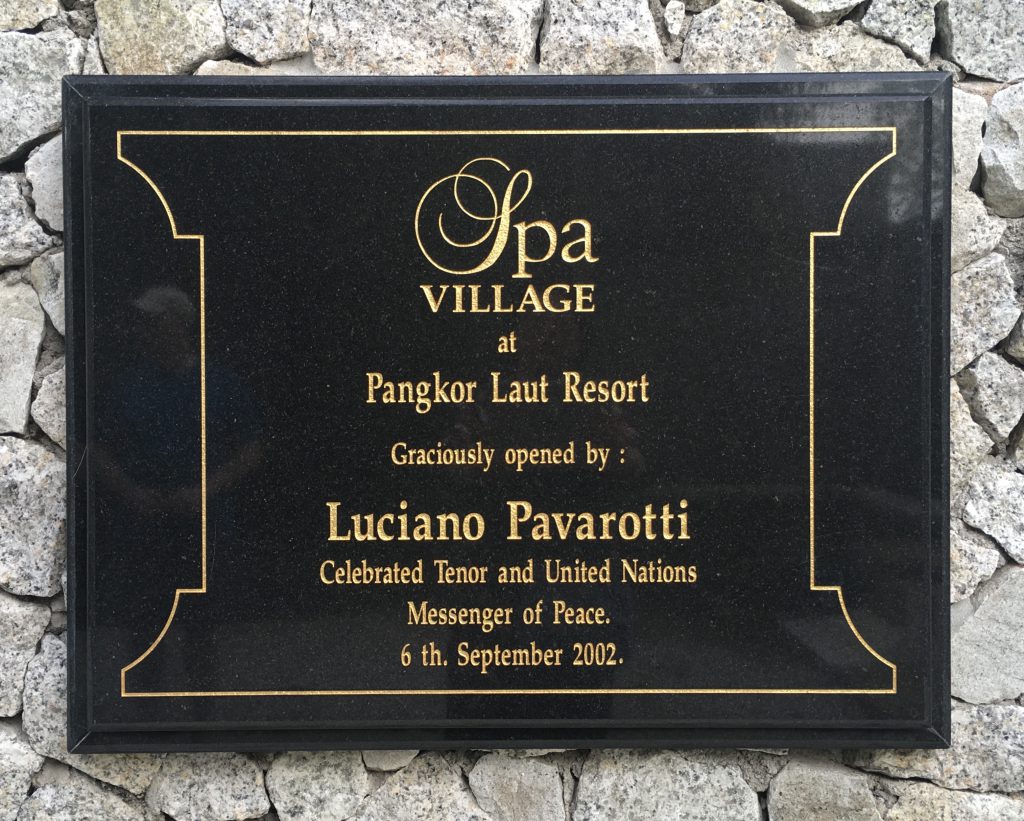 Spa
VILLAGE
at
Pangkor Laut Resort
Graciously opened by :
Luciano Pavarotti
Celebrated Tenor and United Nations
Messenger of Peace.
6 th. September 2002.